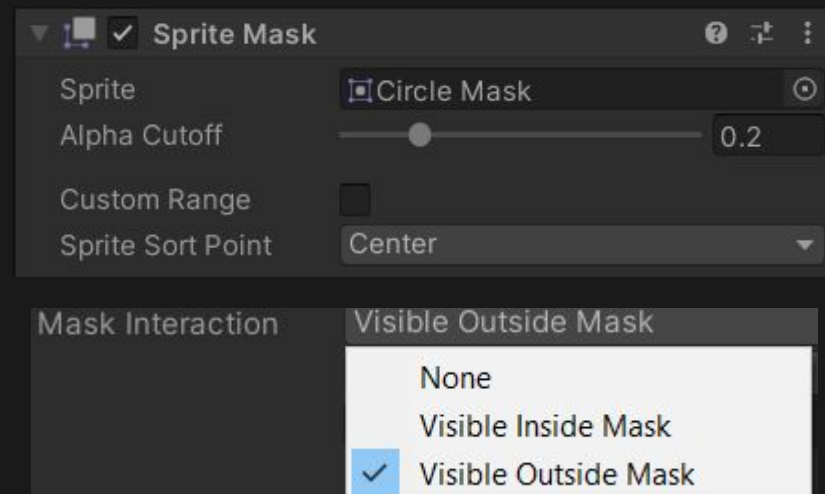 Sprite Mask
Sprite Circle Mask
Alpha Cutoff 0.2
Custom Range
Sprite Sort Point Center
Mask Interaction Visible Outside Mask
None
Visible Inside Mask
Visible Outside Mask